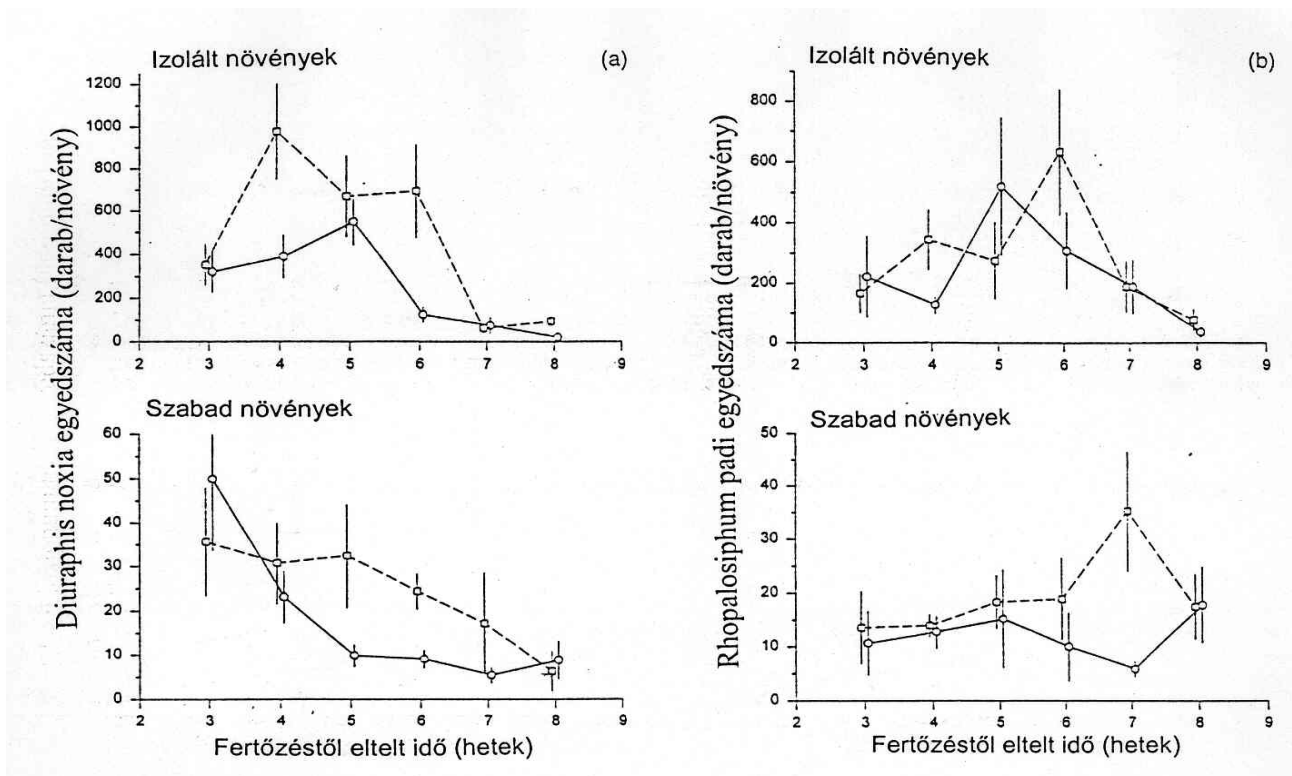 Izolált növények
(a)
1200
1000
800
600
400
200
0
2 3 4 5 6 7 8 9
Szabad növények
60
50
40
30
20
10
0
2 3 4 5 6 7 8 9
Fertőzéstől eltelt idő (hetek)
Diuraphis noxia egyedszáma (darab/növény)
Izolált növények
(b)
800
600
400
200
0
2 3 4 5 6 7 8 9
Szabad növények
50
40
30
20
10
0
2 3 4 5 6 7 8 9
Fertőzéstől eltelt idő (hetek)
Rhopalosiphum padi egyedszáma (darab/növény)